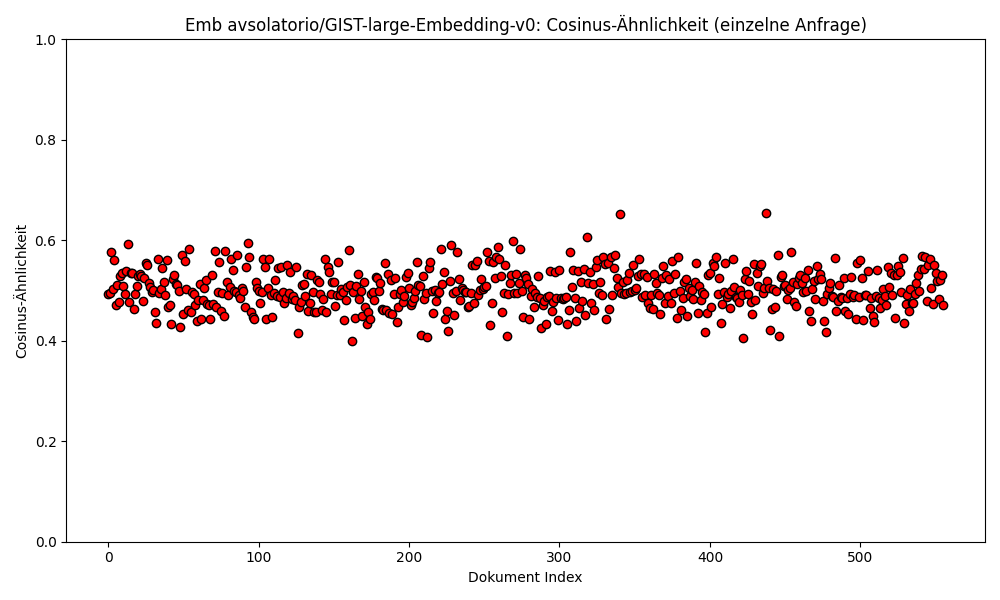 Emb avsolatorio/GIST-large-Embedding-v0: Cosinus-Ähnlichkeit (einzelne Anfrage)
1.0
0.8
0.6
0.4
0.2
0.0
Cosinus-Ähnlichkeit
0 100 200 300 400 500
Dokument Index